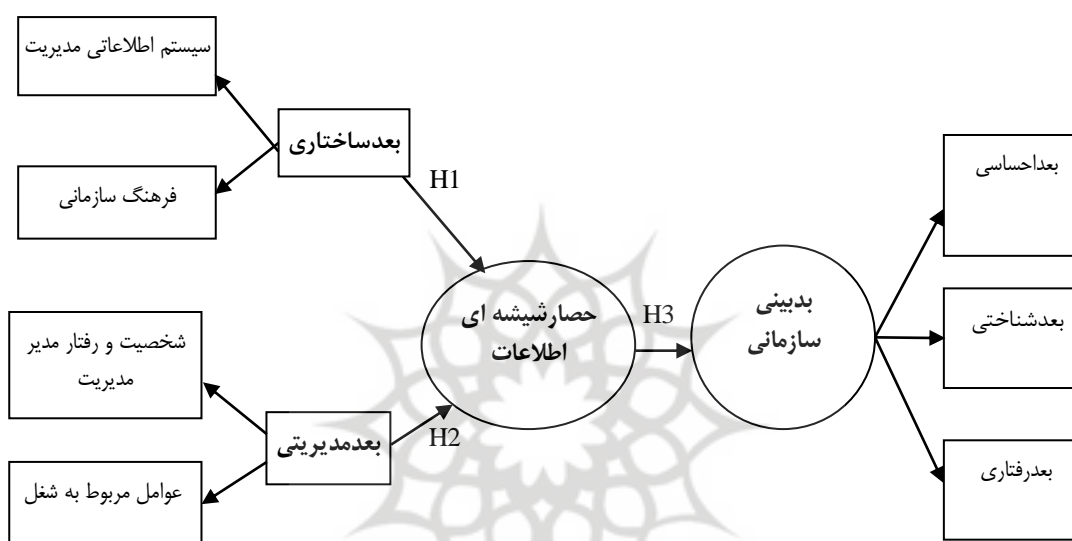 سیستم اطلاعاتی مدیریت
بعدساختاری
فرهنگ سازمانی
H1
بعداحساسی
حصارشیشه ای
اطلاعات
H3
بدبینی
سازمانی
بعدشناختی
شخصیت و رفتار مدیر
مدیریت
بعدمدیریتی
H2
عوامل مربوط به شغل
بعدرفتاری